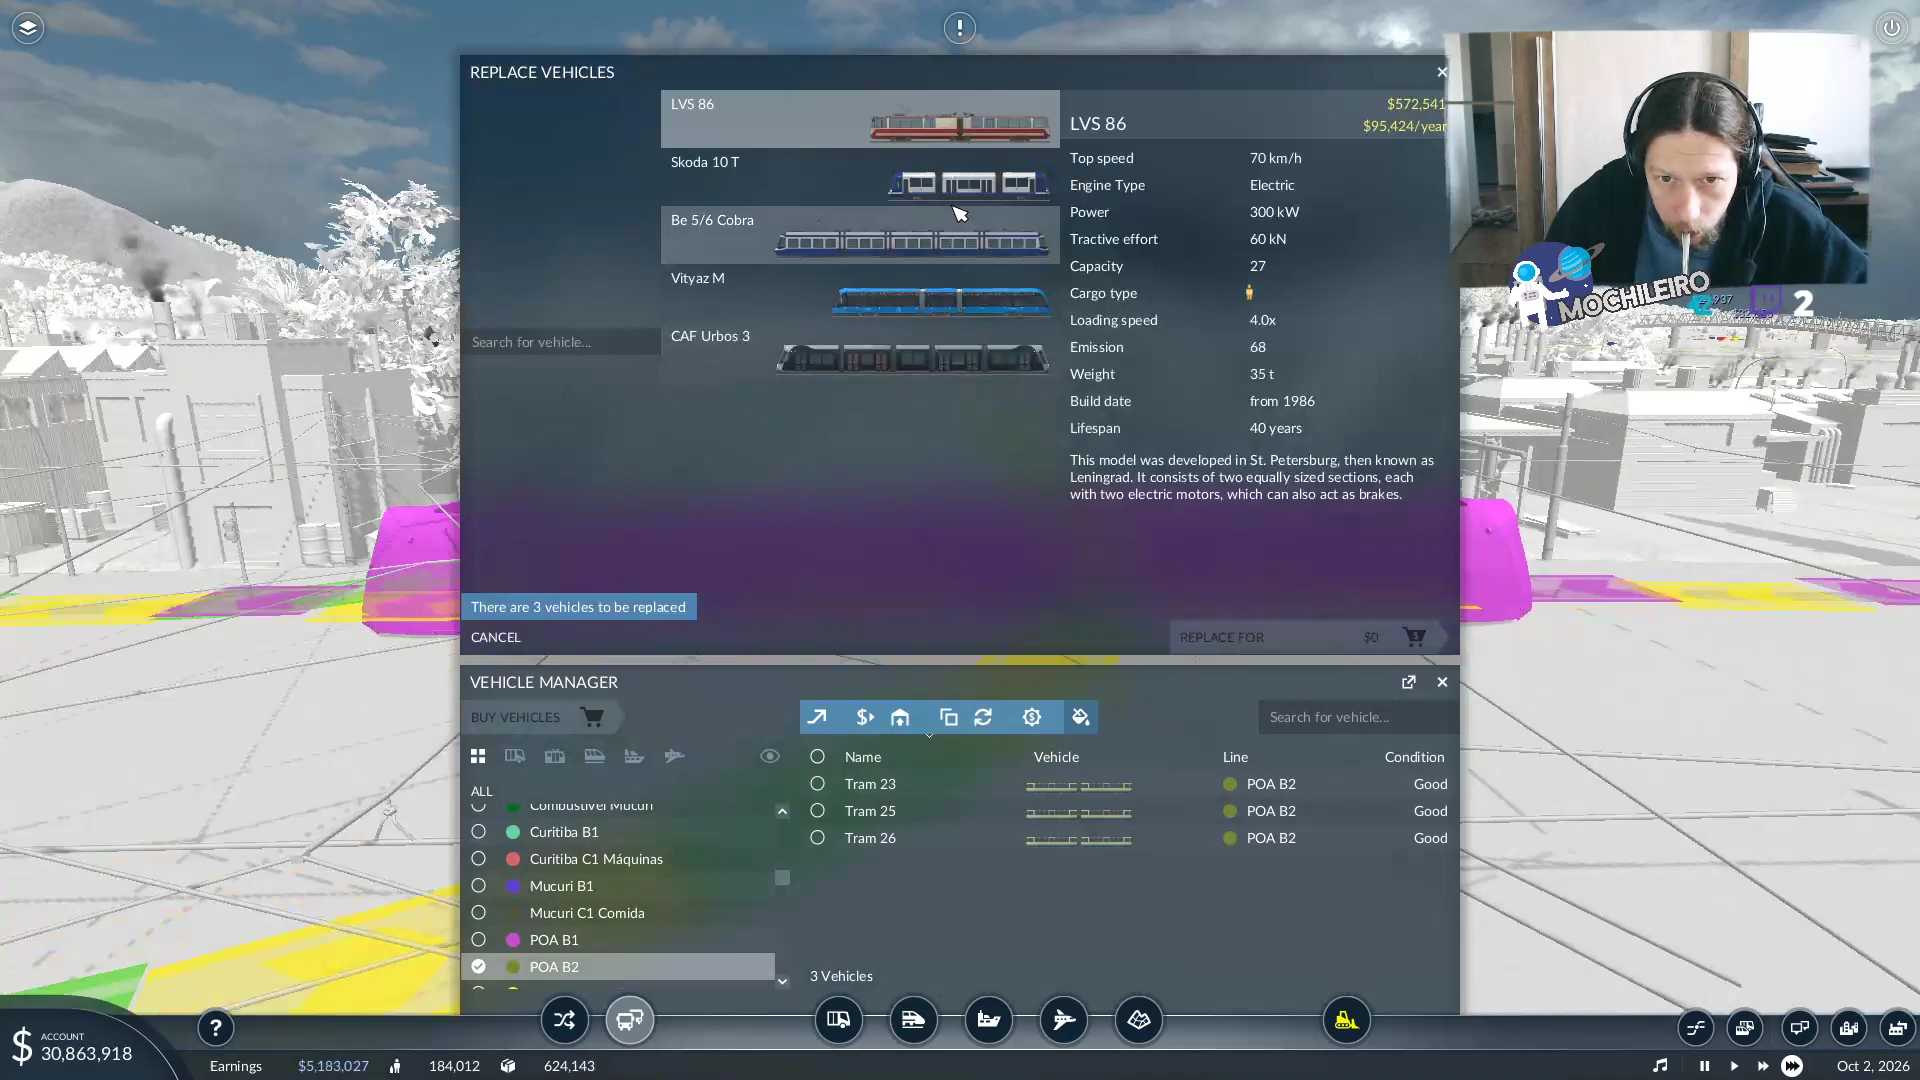 REPLACE VEHICLES
LVS 86
Skoda 10 T
Be 5/6 Cobra
Vityaz M
CAF Urbos 3
Search for vehicle...
LVS 86
$572,541
$95,424/year
Top speed 70 km/h
Engine Type Electric
Power 300 kW
Tractive effort 60 kN
Capacity 27
Cargo type
Loading speed 4.0x
Emission 68
Weight 35 t
Build date from 1986
Lifespan 40 years
This model was developed in St. Petersburg, then known as
Leningrad. It consists of two equally sized sections, each
with two electric motors, which can also act as brakes.
MOCHILEIRO
2
There are 3 vehicles to be replaced
CANCEL
REPLACE FOR $0
VEHICLE MANAGER
BUY VEHICLES
Search for vehicle...
ALL
Combustível Mucuri
Curitiba B1
Curitiba C1 Máquinas
Mucuri B1
Mucuri C1 Comida
POA B1
POA B2
Name Vehicle Line Condition
Tram 23 POA B2 Good
Tram 25 POA B2 Good
Tram 26 POA B2 Good
3 Vehicles
?
$ ACCOUNT
30,863,918
Earnings $5,183,027 184,012 624,143
Oct 2, 2026